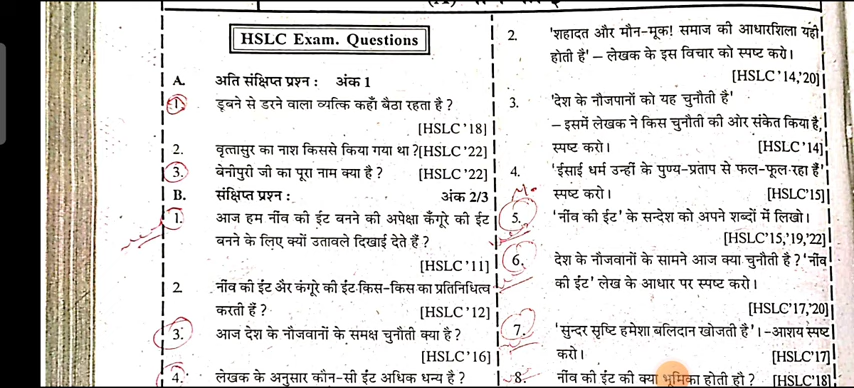 HSLC Exam. Questions
A. अति संक्षिप्त प्रश्न : अंक 1
1. डूबने से डरने वाला व्यत्कि कहाँ बैठा रहता है ?
[HSLC '18]
2. वृत्तासुर का नाश किससे किया गया था ?[HSLC '22]
3. बेनीपुरी जी का पूरा नाम क्या है ? [HSLC '22]
B. संक्षिप्त प्रश्न : अंक 2/3
1. आज हम नींव की ईंट बनने की अपेक्षा कँगूरे की ईंट
बनने के लिए क्यों उतावले दिखाई देते हैं ?
[HSLC '11]
2. नींव की ईंट और कंगूरे की ईंट किस-किस का प्रतिनिधित्व
करती हैं ? [HSLC '12]
3. आज देश के नौजवानों के समक्ष चुनौती क्या है ?
[HSLC '16]
4. लेखक के अनुसार कौन-सी ईंट अधिक धन्य है ?
2. 'शहादत और मौन-मूक! समाज की आधारशिला यही
होती है' – लेखक के इस विचार को स्पष्ट करो।
[HSLC '14,'20]
3. 'देश के नौजपानों को यह चुनौती है'
– इसमें लेखक ने किस चुनौती की ओर संकेत किया है,
स्पष्ट करो। [HSLC '14]
4. 'ईसाई धर्म उन्हीं के पुण्य-प्रताप से फल-फूल रहा हैं'
स्पष्ट करो। [HSLC'15]
5. 'नींव की ईंट' के सन्देश को अपने शब्दों में लिखो।
[HSLC'15,'19,'22]
6. देश के नौजवानों के सामने आज क्या चुनौती है ? 'नींव
की ईंट' लेख के आधार पर स्पष्ट करो।
[HSLC'17,'20]
7. 'सुन्दर सृष्टि हमेशा बलिदान खोजती है'। –आशय स्पष्ट
करो। [HSLC'17]
8. नींव की ईंट की क्या भूमिका होती हौ ? [HSLC'18]